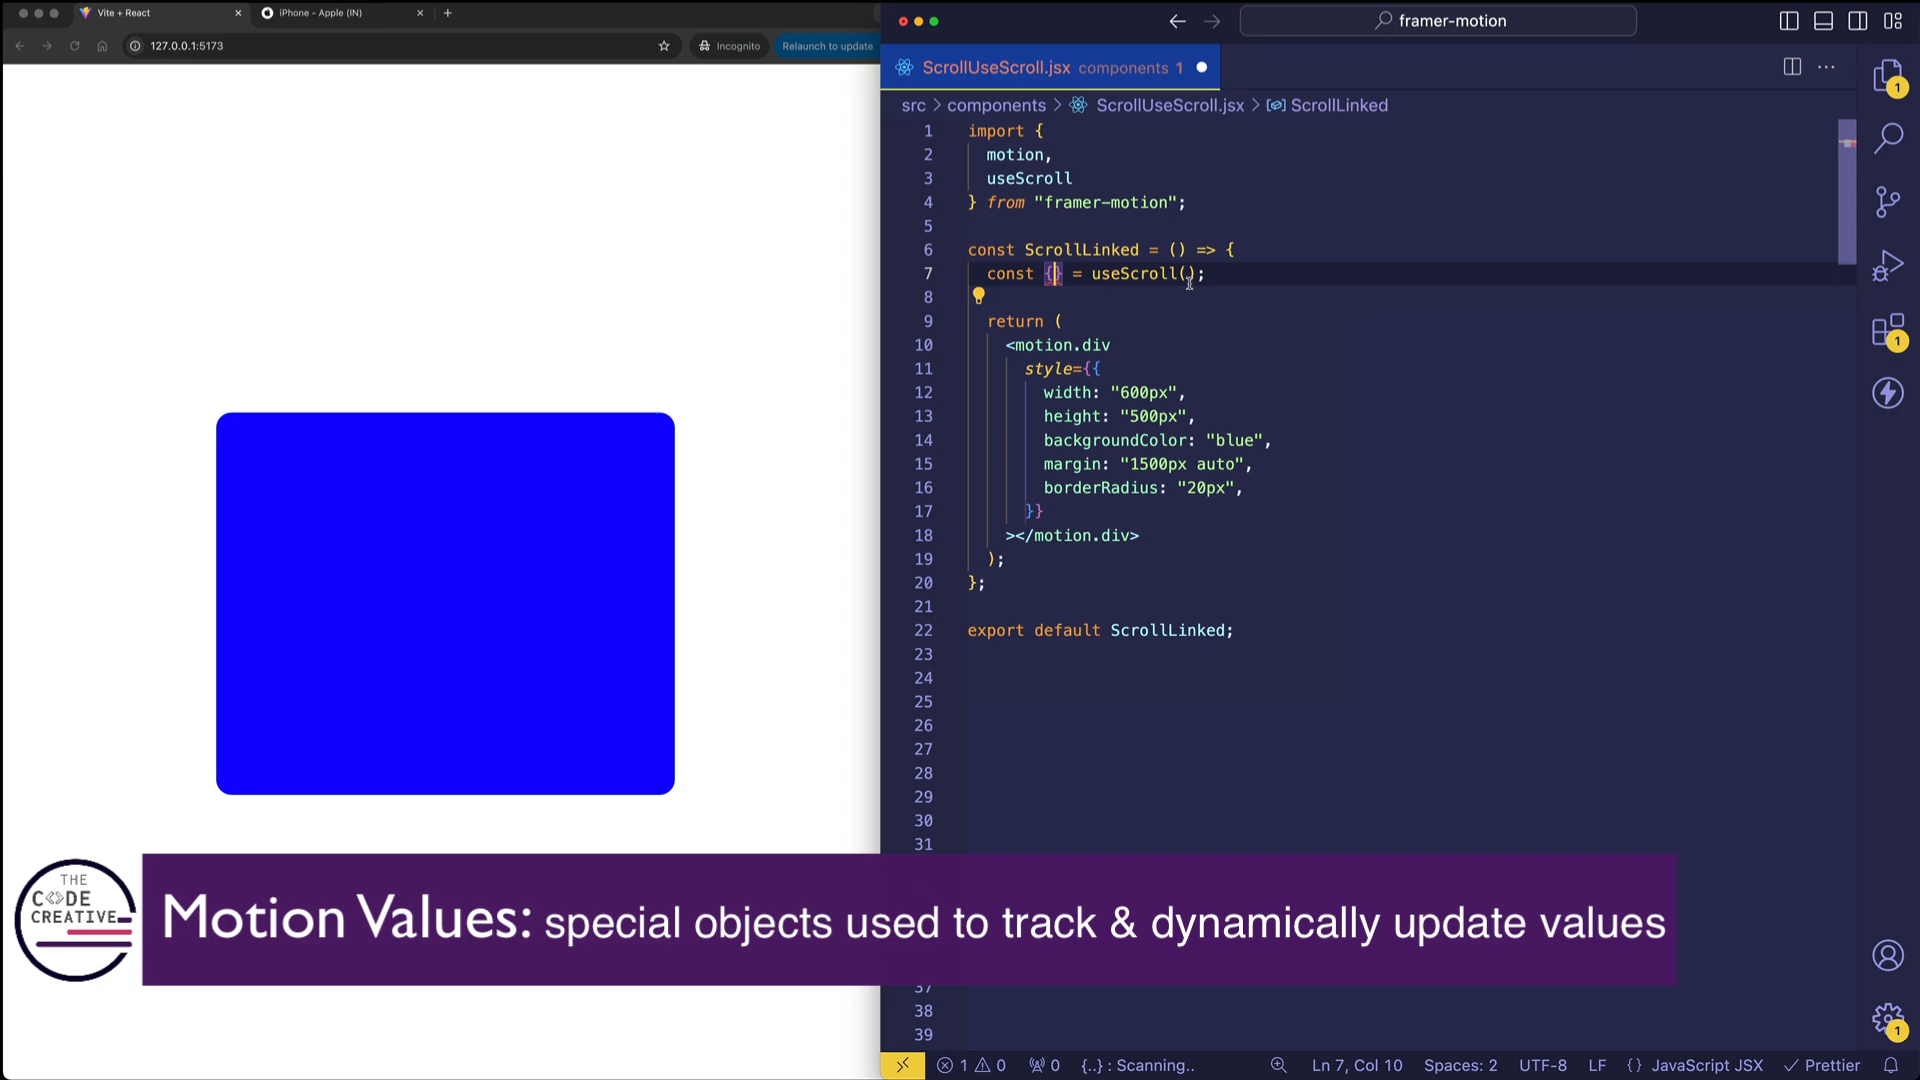 Vite + React
iPhone - Apple (IN)
127.0.0.1:5173
Incognito
Relaunch to update
framer-motion
ScrollUseScroll.jsx components 1
src > components > ScrollUseScroll.jsx > ScrollLinked
1 import {
2 motion,
3 useScroll
4 } from "framer-motion";
5
6 const ScrollLinked = () => {
7 const {} = useScroll();
8
9 return (
10 <motion.div
11 style={{
12 width: "600px",
13 height: "500px",
14 backgroundColor: "blue",
15 margin: "1500px auto",
16 borderRadius: "20px",
17 }}
18 ></motion.div>
19 );
20 };
21
22 export default ScrollLinked;
23
24
25
26
27
28
29
30
31
37
38
39
1
1
1
THE
C<>DE
CREATIVE
Motion Values: special objects used to track & dynamically update values
1 0 0 {..} : Scanning.. Ln 7, Col 10 Spaces: 2 UTF-8 LF {} JavaScript JSX Prettier